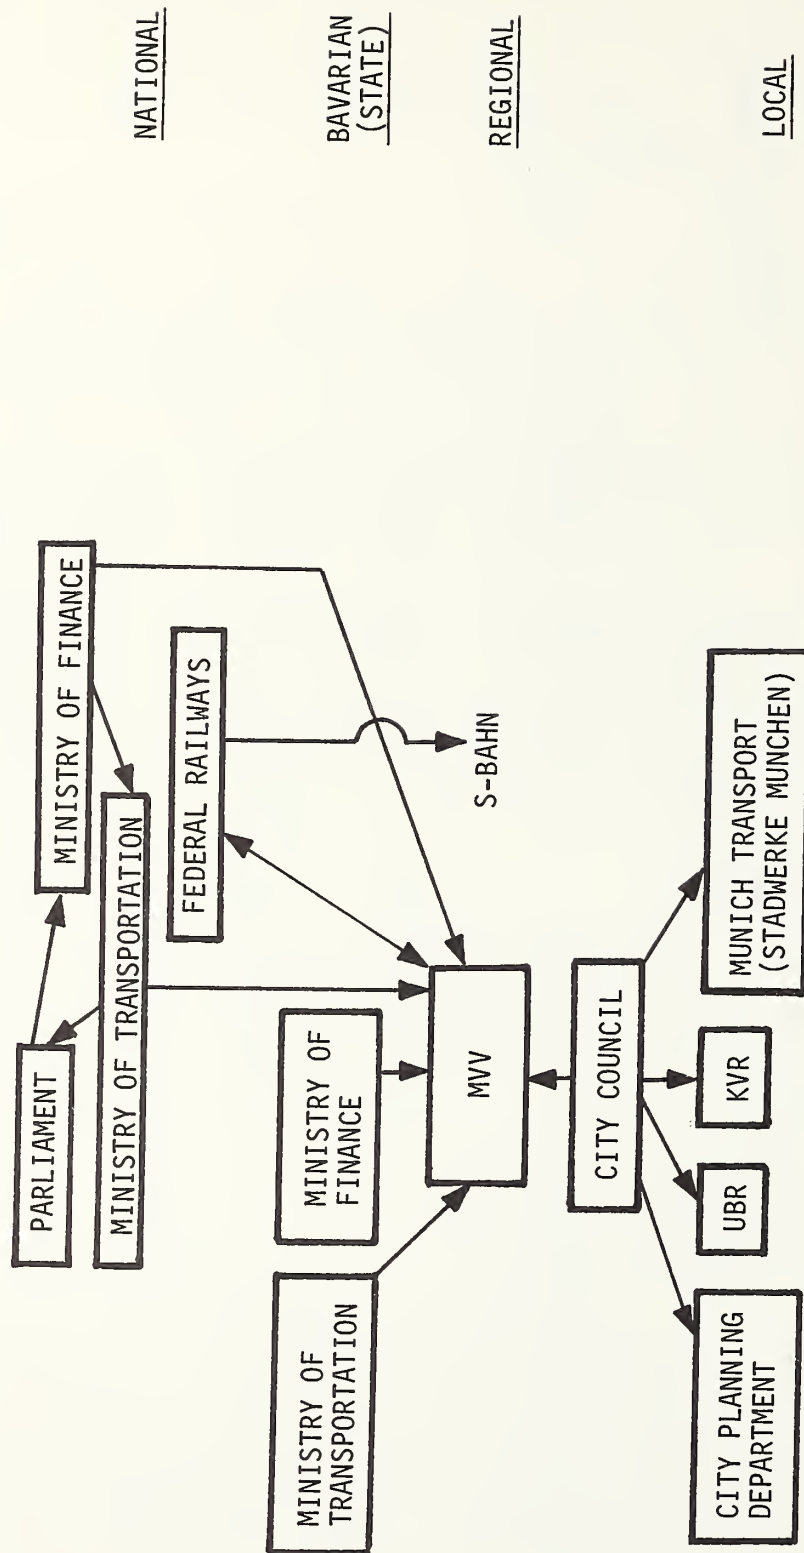 PARLIAMENT
MINISTRY OF FINANCE
NATIONAL
MINISTRY OF TRANSPORTATION
FEDERAL RAILWAYS
MINISTRY OF
TRANSPORTATION
MINISTRY OF
FINANCE
BAVARIAN
(STATE)
MVV
S-BAHN
REGIONAL
CITY COUNCIL
CITY PLANNING
DEPARTMENT
UBR
KVR
MUNICH TRANSPORT
(STADWERKE MUNCHEN)
LOCAL